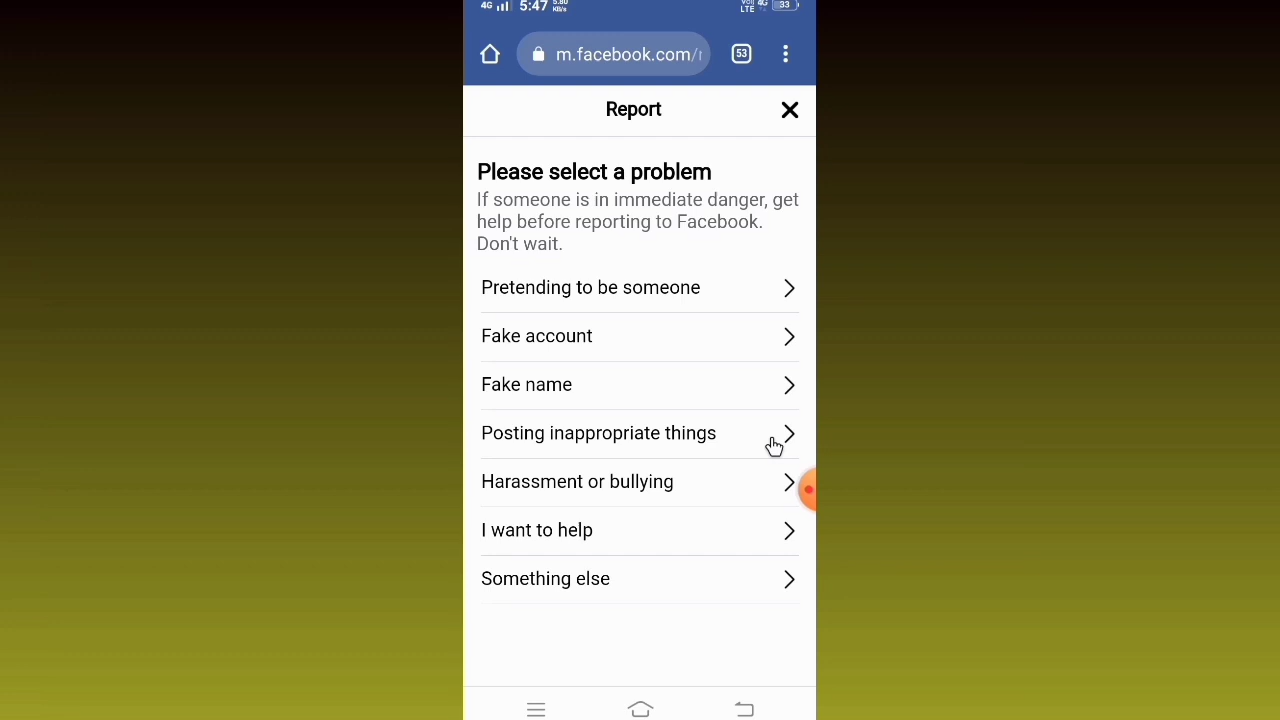 4G 5:47 5.80 KB/s VoLTE 4G 33
m.facebook.com/ 53
Report
Please select a problem
If someone is in immediate danger, get
help before reporting to Facebook.
Don't wait.
Pretending to be someone
Fake account
Fake name
Posting inappropriate things
Harassment or bullying
I want to help
Something else